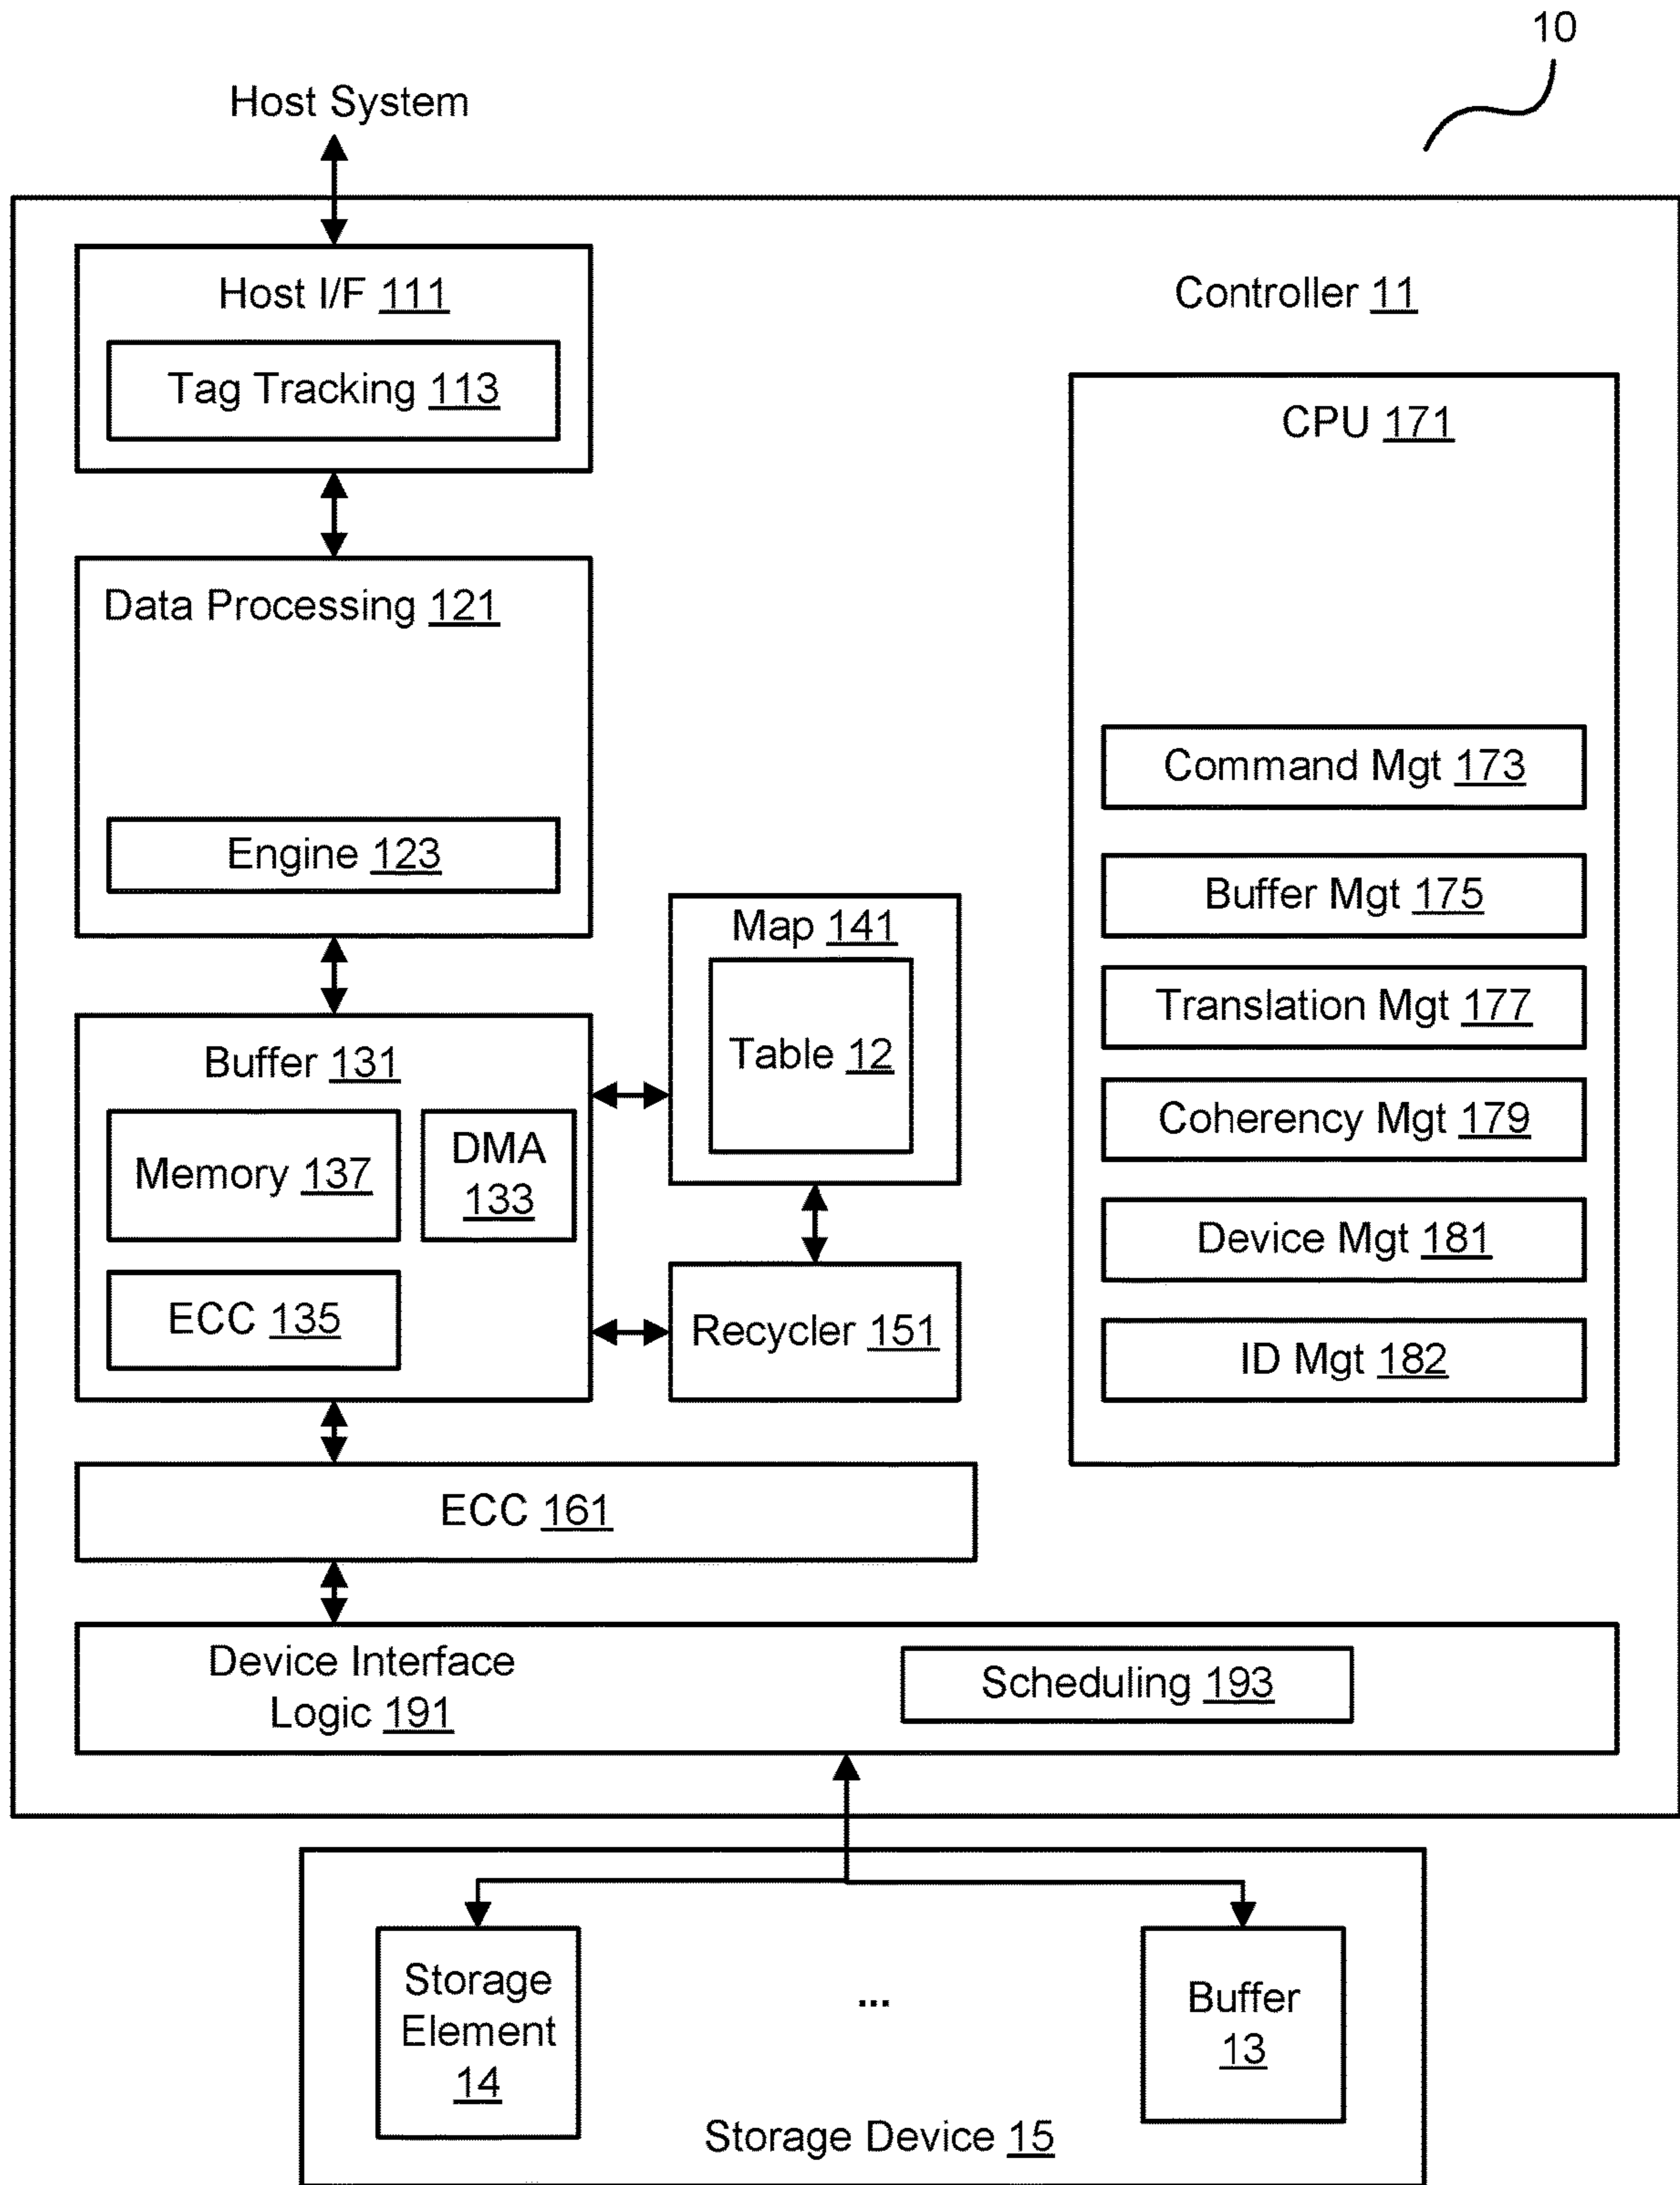 10
Host System
Host I/F 111
Controller 11
Tag Tracking 113
CPU 171
Data Processing 121
Engine 123
Command Mgt 173
Buffer Mgt 175
Map 141
Table 12
Translation Mgt 177
Buffer 131
Memory 137
DMA
133
Coherency Mgt 179
ECC 135
Recycler 151
Device Mgt 181
ID Mgt 182
ECC 161
Device Interface
Logic 191
Scheduling 193
Storage
Element
14
...
Buffer
13
Storage Device 15